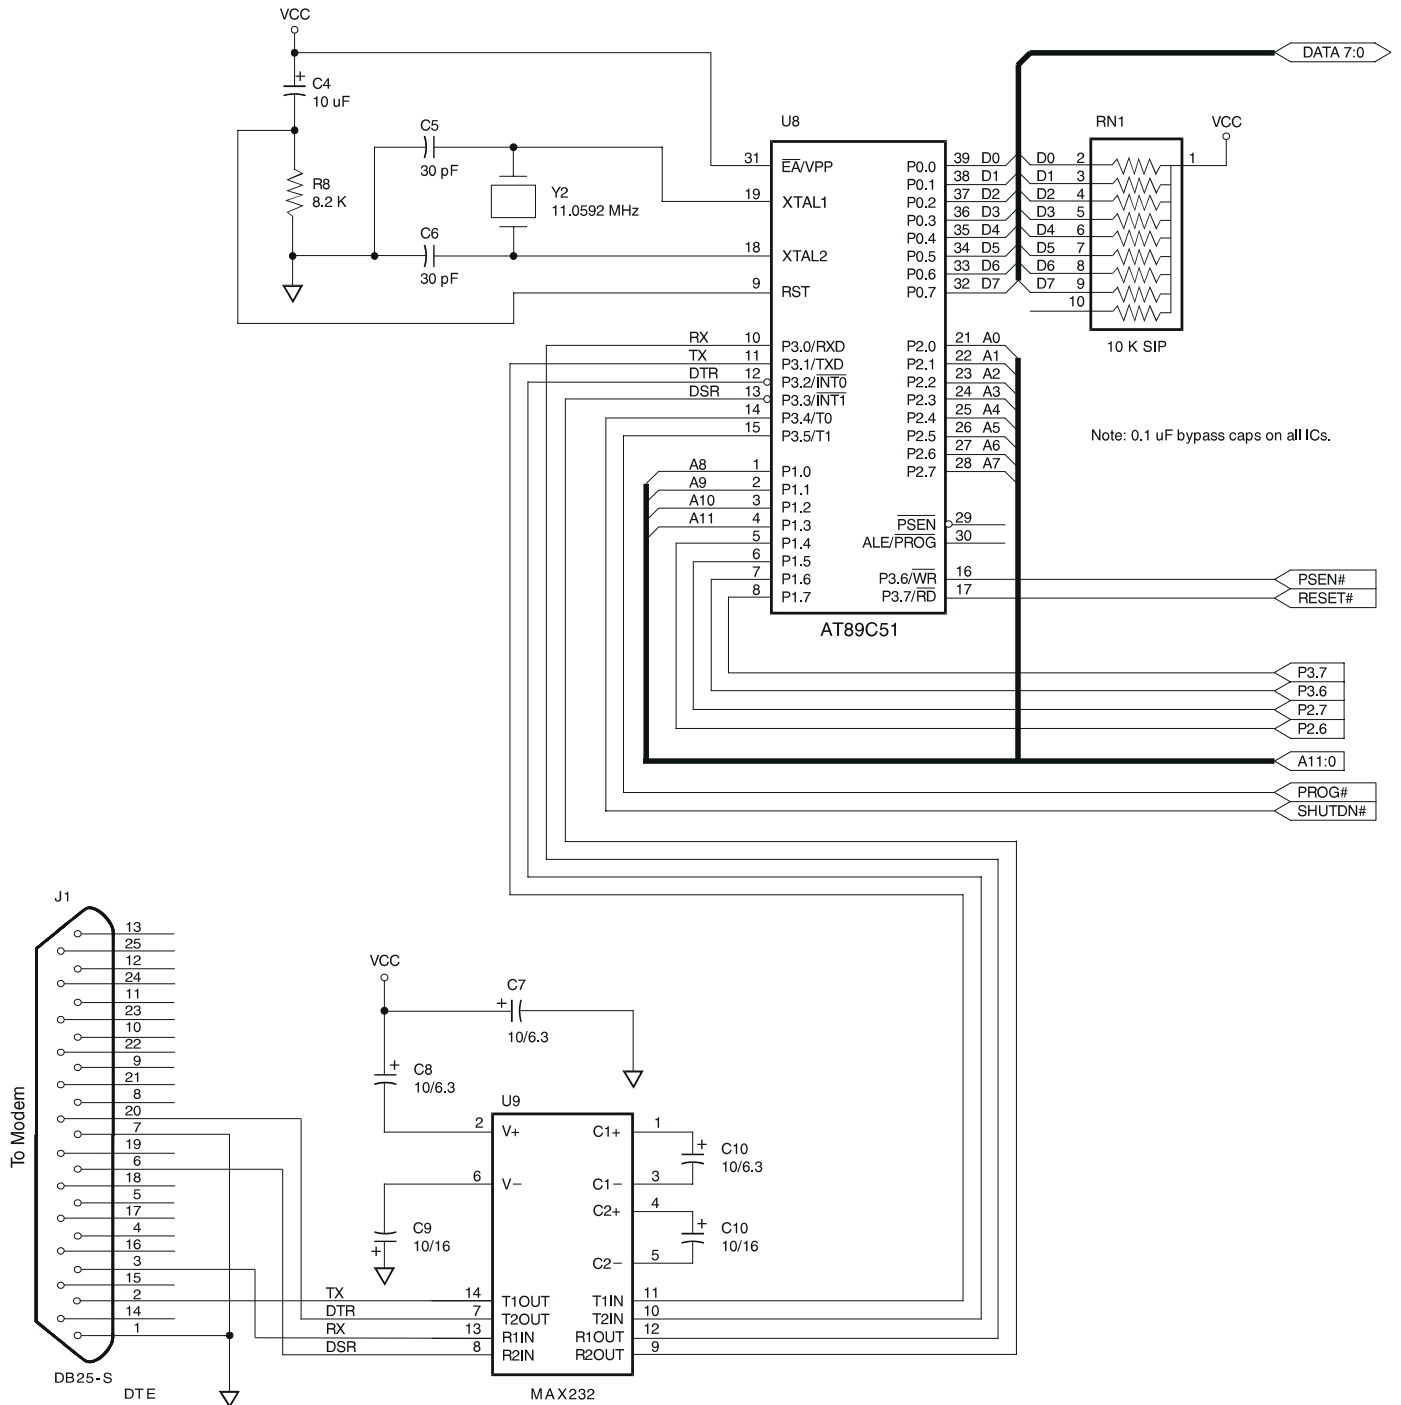 VCC
DATA 7:0
C4
10 uF
C5
30 pF
U8
RN1
VCC
R8
8.2 K
Y2
11.0592 MHz
C6
30 pF
31 EA/VPP
19 XTAL1
18 XTAL2
9 RST
P0.0 39 D0 D0 2 1
P0.1 38 D1 D1 3
P0.2 37 D2 D2 4
P0.3 36 D3 D3 5
P0.4 35 D4 D4 6
P0.5 34 D5 D5 7
P0.6 33 D6 D6 8
P0.7 32 D7 D7 9
10
10 K SIP
RX 10 P3.0/RXD P2.0 21 A0
TX 11 P3.1/TXD P2.1 22 A1
DTR 12 P3.2/INT0 P2.2 23 A2
DSR 13 P3.3/INT1 P2.3 24 A3
14 P3.4/T0 P2.4 25 A4
15 P3.5/T1 P2.5 26 A5
P2.6 27 A6
P2.7 28 A7
Note: 0.1 uF bypass caps on all ICs.
A8 1 P1.0
A9 2 P1.1
A10 3 P1.2
A11 4 P1.3 PSEN 29
5 P1.4 ALE/PROG 30
6 P1.5
7 P1.6 P3.6/WR 16 PSEN#
8 P1.7 P3.7/RD 17 RESET#
AT89C51
P3.7
P3.6
P2.7
P2.6
A11:0
PROG#
SHUTDN#
J1
13
25
12
24
11
23
10
22
9
21
8
20
7
19
6
18
5
17
4
16
3
15
2
14
1
To Modem
DB25-S
DTE
VCC
C7
10/6.3
C8
10/6.3
U9
2 V+ C1+ 1
C10
10/6.3
6 V− C1− 3
C2+ 4
C9
10/16
C10
10/16
C2− 5
TX 14 T1OUT T1IN 11
DTR 7 T2OUT T2IN 10
RX 13 R1IN R1OUT 12
DSR 8 R2IN R2OUT 9
MAX232